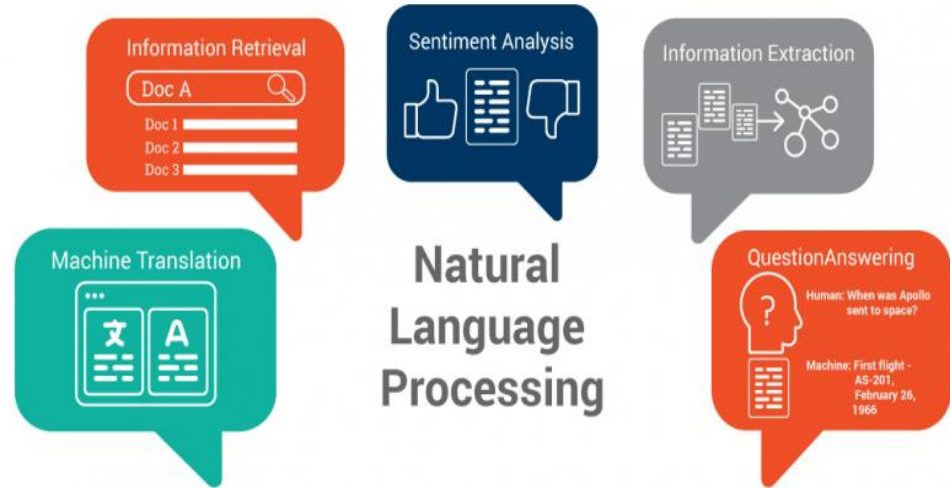 Information Retrieval
Doc A
Doc 1
Doc 2
Doc 3
Sentiment Analysis
Information Extraction
Machine Translation
文 A
Natural
Language
Processing
QuestionAnswering
?
Human: When was Apollo
sent to space?
Machine: First flight -
AS-201,
February 26,
1966